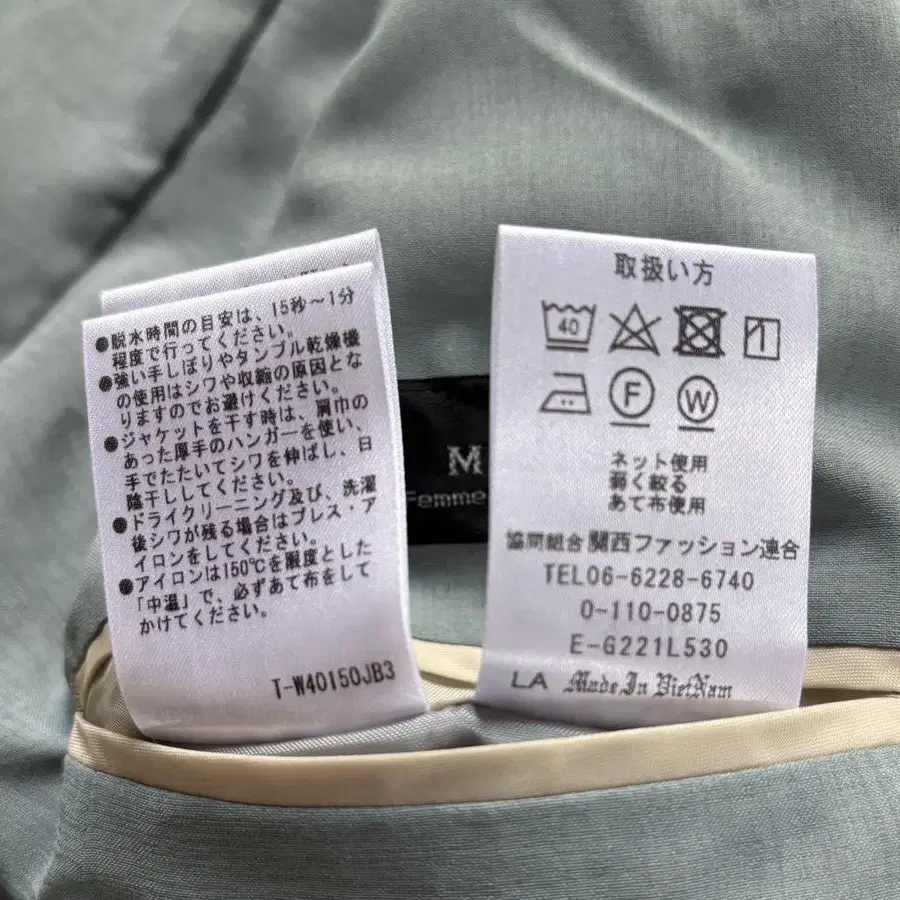 ●脱水時間の目安は、15秒～1分
程度で行ってください。
●強い手しぼりやタンブル乾燥機
の使用はシワや収縮の原因とな
りますのでお避けください。
●ジャケットを干す時は、肩巾の
あった厚手のハンガーを使い、
手でたたいてシワを伸ばし、日
陰干ししてください。
●ドライクリーニング及び、洗濯
後シワが残る場合はプレス・ア
イロンをしてください。
●アイロンは150℃を限度とした
「中温」で、必ずあて布をして
かけてください。
T-W40150JB3
M
Femme
取扱い方
40
F W
ネット使用
弱く絞る
あて布使用
協同組合関西ファッション連合
TEL06-6228-6740
0-110-0875
E-G221L530
LA Made In VietNam